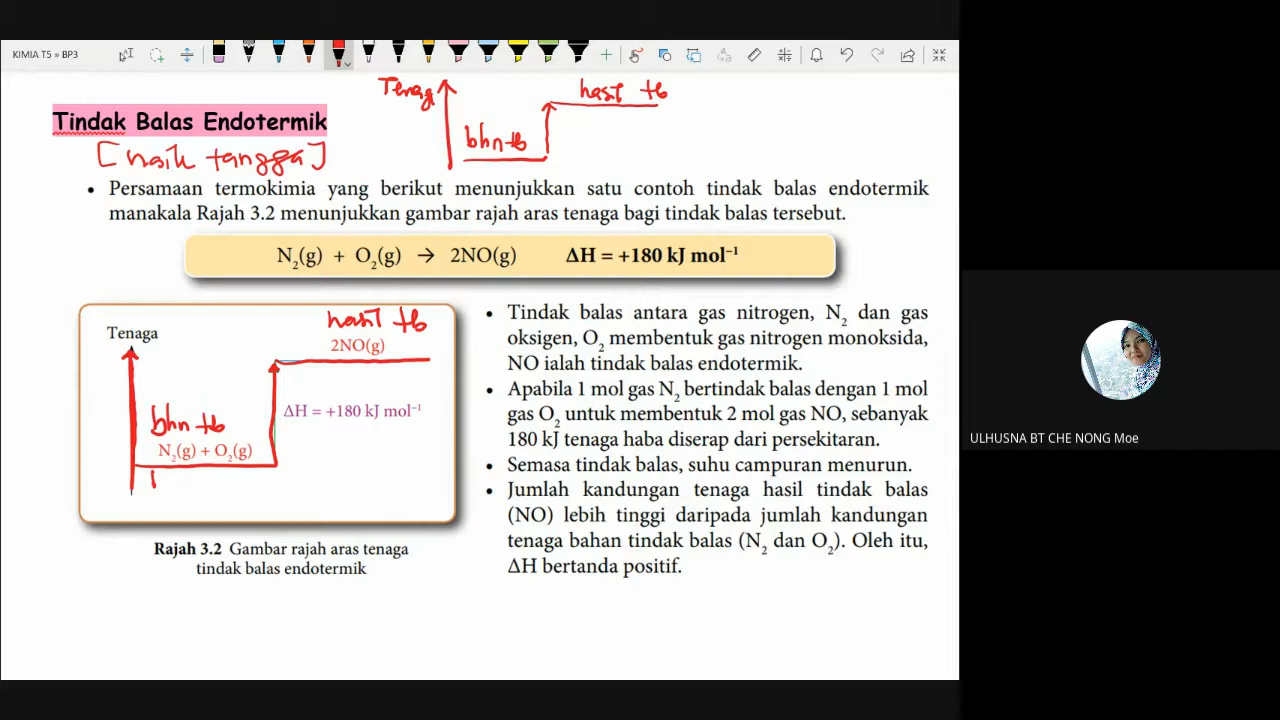 KIMIA T5 » BP3
Tenaga
hasil tb
bhn tb
Tindak Balas Endotermik
[naik tangga]
• Persamaan termokimia yang berikut menunjukkan satu contoh tindak balas endotermik
manakala Rajah 3.2 menunjukkan gambar rajah aras tenaga bagi tindak balas tersebut.
N₂(g) + O₂(g) → 2NO(g) ΔH = +180 kJ mol⁻¹
Tenaga
hasil tb
2NO(g)
ΔH = +180 kJ mol⁻¹
bhn tb
N₂(g) + O₂(g)
Rajah 3.2 Gambar rajah aras tenaga
tindak balas endotermik
• Tindak balas antara gas nitrogen, N₂ dan gas
oksigen, O₂ membentuk gas nitrogen monoksida,
NO ialah tindak balas endotermik.
• Apabila 1 mol gas N₂ bertindak balas dengan 1 mol
gas O₂ untuk membentuk 2 mol gas NO, sebanyak
180 kJ tenaga haba diserap dari persekitaran.
• Semasa tindak balas, suhu campuran menurun.
• Jumlah kandungan tenaga hasil tindak balas
(NO) lebih tinggi daripada jumlah kandungan
tenaga bahan tindak balas (N₂ dan O₂). Oleh itu,
ΔH bertanda positif.
ULHUSNA BT CHE NONG Moe